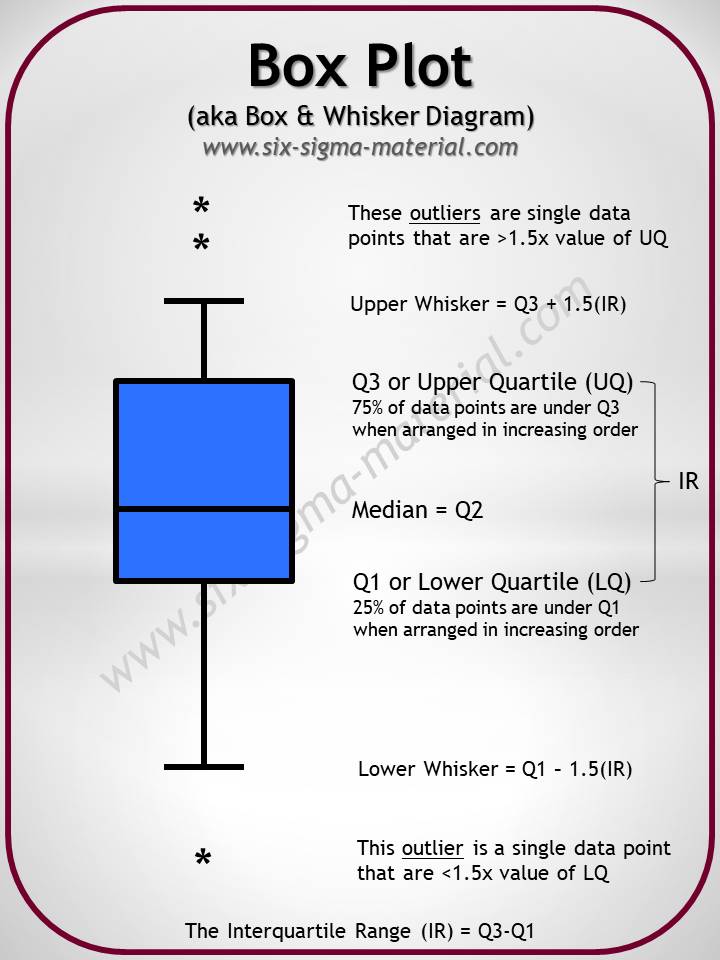 Box Plot
(aka Box & Whisker Diagram)
www.six-sigma-material.com
*
*
These outliers are single data
points that are >1.5x value of UQ
Upper Whisker = Q3 + 1.5(IR)
Q3 or Upper Quartile (UQ)
75% of data points are under Q3
when arranged in increasing order
IR
Median = Q2
Q1 or Lower Quartile (LQ)
25% of data points are under Q1
when arranged in increasing order
Lower Whisker = Q1 – 1.5(IR)
*
This outlier is a single data point
that are <1.5x value of LQ
The Interquartile Range (IR) = Q3-Q1
www.six-sigma-material.com